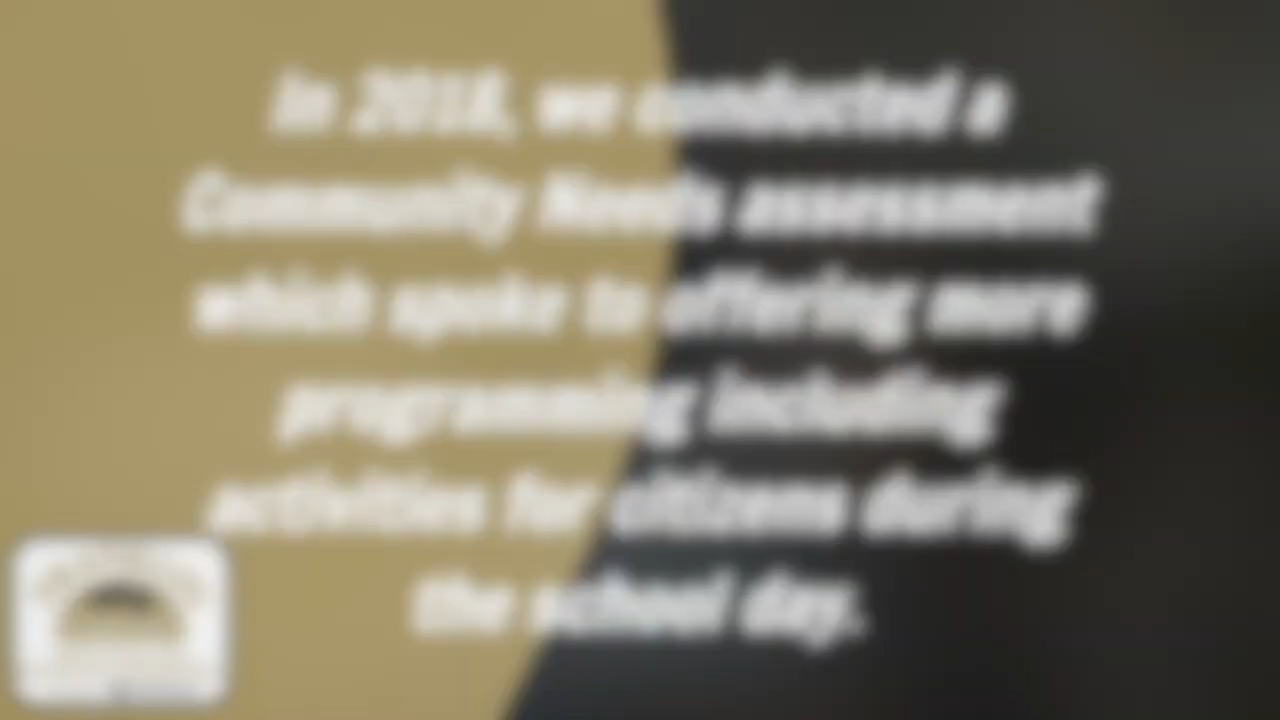 In 2018, we conducted a
Community Needs assessment
which spoke to offering more
programming including
activities for citizens during
the school day.